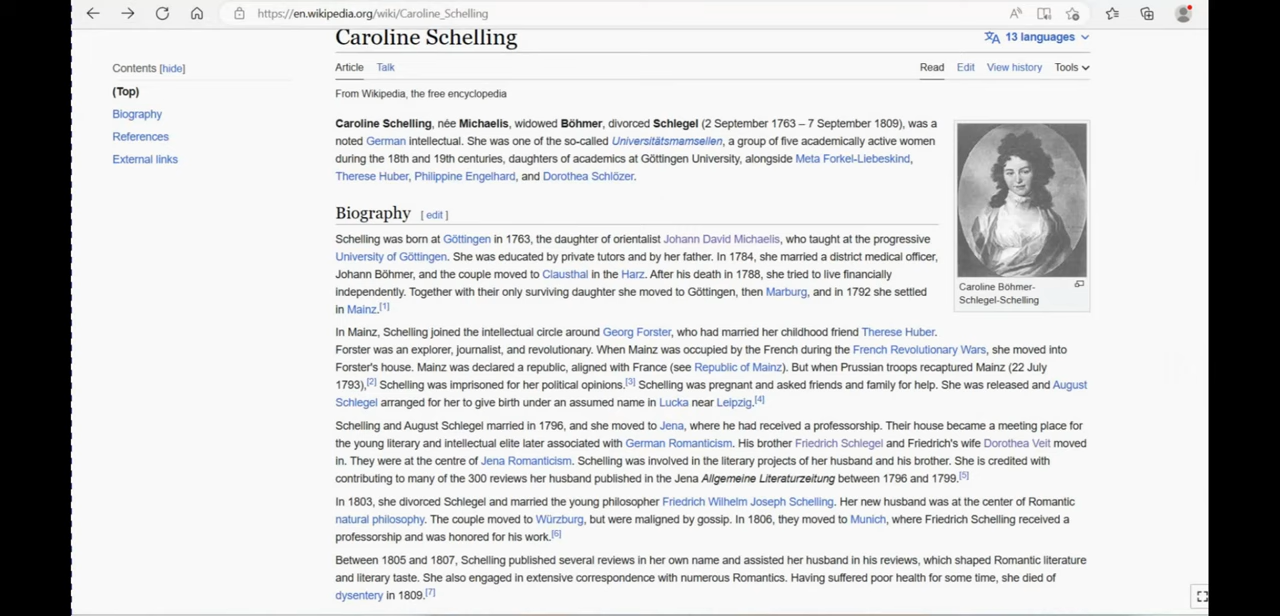 https://en.wikipedia.org/wiki/Caroline_Schelling
Caroline Schelling
13 languages
Contents [hide]
(Top)
Biography
References
External links
Article Talk
Read Edit View history Tools
From Wikipedia, the free encyclopedia
Caroline Schelling, née Michaelis, widowed Böhmer, divorced Schlegel (2 September 1763 – 7 September 1809), was a
noted German intellectual. She was one of the so-called Universitätsmamsellen, a group of five academically active women
during the 18th and 19th centuries, daughters of academics at Göttingen University, alongside Meta Forkel-Liebeskind,
Therese Huber, Philippine Engelhard, and Dorothea Schlözer.
Caroline Böhmer-
Schlegel-Schelling
Biography [ edit ]
Schelling was born at Göttingen in 1763, the daughter of orientalist Johann David Michaelis, who taught at the progressive
University of Göttingen. She was educated by private tutors and by her father. In 1784, she married a district medical officer,
Johann Böhmer, and the couple moved to Clausthal in the Harz. After his death in 1788, she tried to live financially
independently. Together with their only surviving daughter she moved to Göttingen, then Marburg, and in 1792 she settled
in Mainz.[1]
In Mainz, Schelling joined the intellectual circle around Georg Forster, who had married her childhood friend Therese Huber.
Forster was an explorer, journalist, and revolutionary. When Mainz was occupied by the French during the French Revolutionary Wars, she moved into
Forster's house. Mainz was declared a republic, aligned with France (see Republic of Mainz). But when Prussian troops recaptured Mainz (22 July
1793),[2] Schelling was imprisoned for her political opinions.[3] Schelling was pregnant and asked friends and family for help. She was released and August
Schlegel arranged for her to give birth under an assumed name in Lucka near Leipzig.[4]
Schelling and August Schlegel married in 1796, and she moved to Jena, where he had received a professorship. Their house became a meeting place for
the young literary and intellectual elite later associated with German Romanticism. His brother Friedrich Schlegel and Friedrich's wife Dorothea Veit moved
in. They were at the centre of Jena Romanticism. Schelling was involved in the literary projects of her husband and his brother. She is credited with
contributing to many of the 300 reviews her husband published in the Jena Allgemeine Literaturzeitung between 1796 and 1799.[5]
In 1803, she divorced Schlegel and married the young philosopher Friedrich Wilhelm Joseph Schelling. Her new husband was at the center of Romantic
natural philosophy. The couple moved to Würzburg, but were maligned by gossip. In 1806, they moved to Munich, where Friedrich Schelling received a
professorship and was honored for his work.[6]
Between 1805 and 1807, Schelling published several reviews in her own name and assisted her husband in his reviews, which shaped Romantic literature
and literary taste. She also engaged in extensive correspondence with numerous Romantics. Having suffered poor health for some time, she died of
dysentery in 1809.[7]